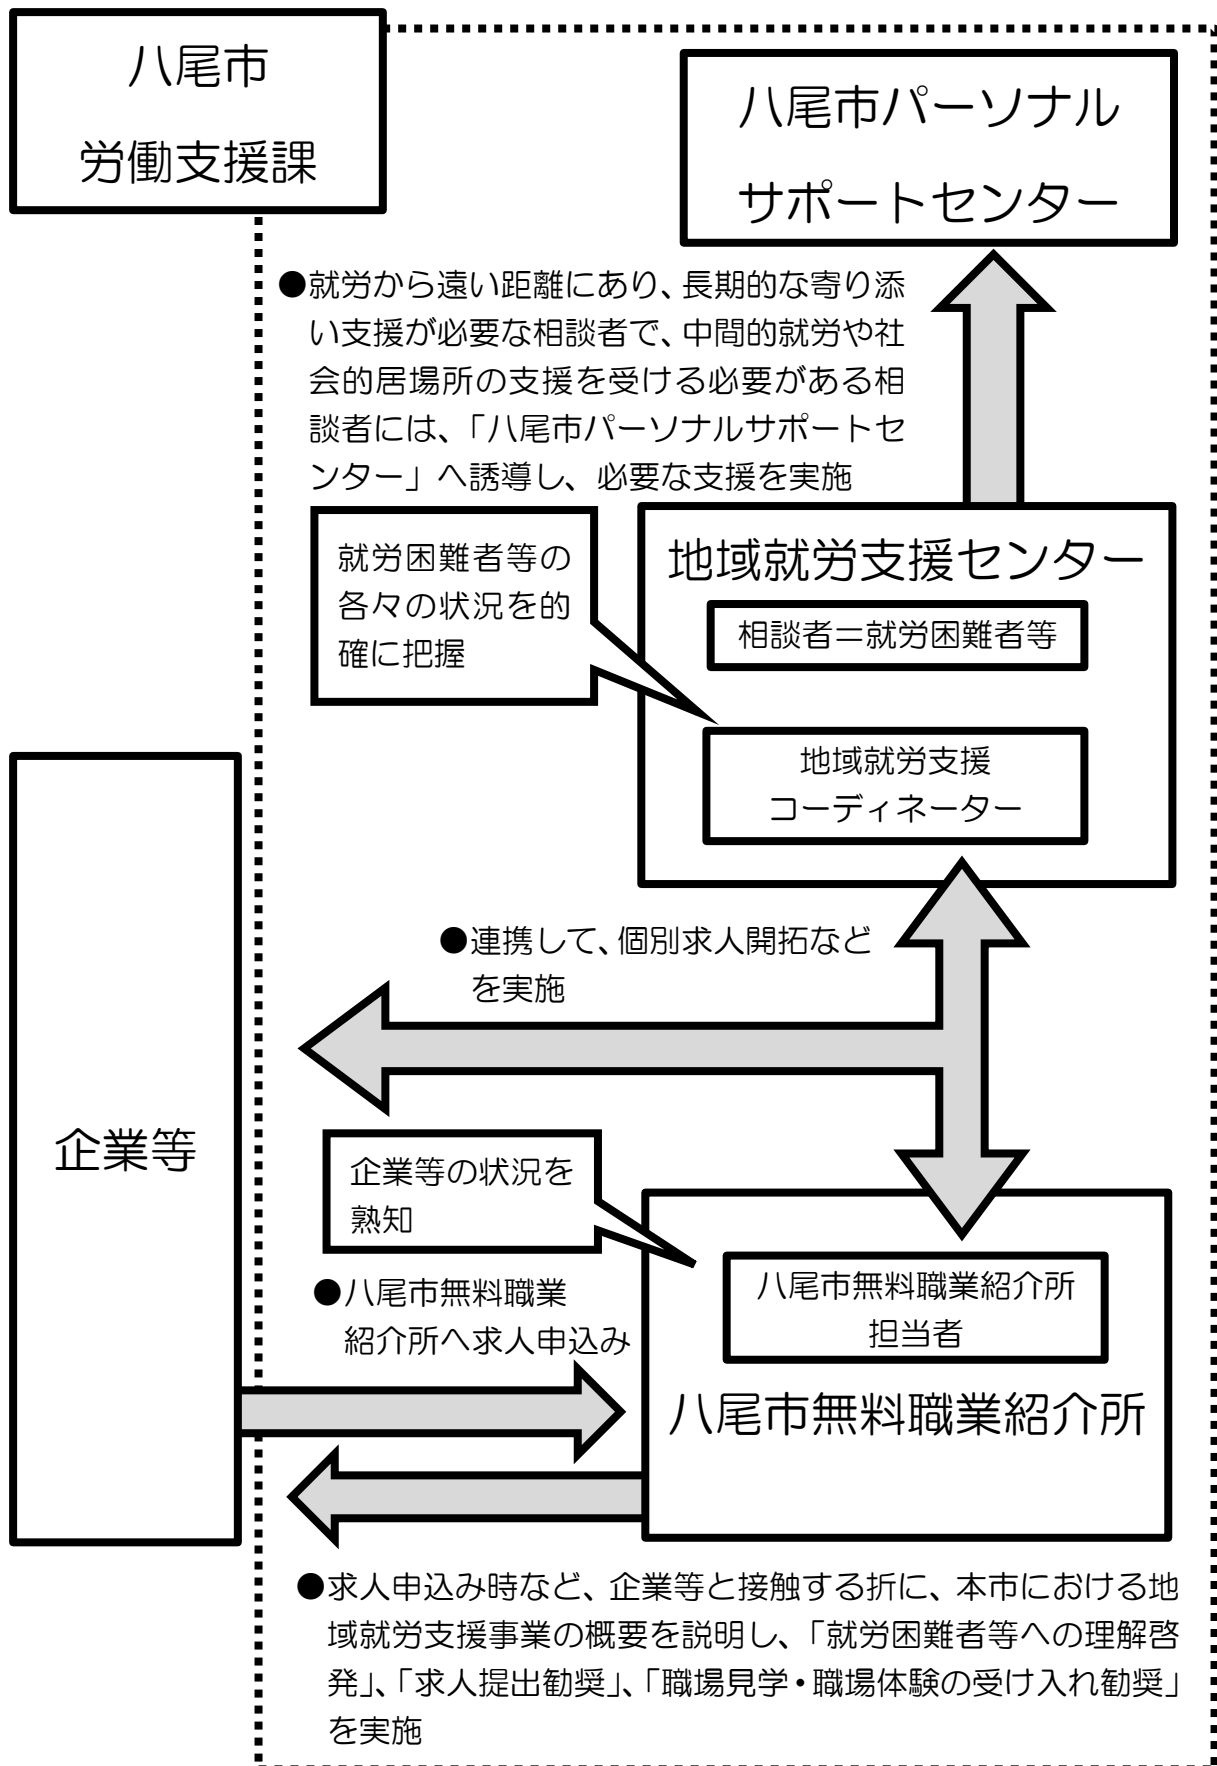 八尾市
労働支援課
八尾市パーソナル
サポートセンター
●就労から遠い距離にあり、長期的な寄り添
い支援が必要な相談者で、中間的就労や社
会的居場所の支援を受ける必要がある相
談者には、「八尾市パーソナルサポートセ
ンター」へ誘導し、必要な支援を実施
就労困難者等の
各々の状況を的
確に把握
地域就労支援センター
相談者＝就労困難者等
地域就労支援
コーディネーター
●連携して、個別求人開拓など
を実施
企業等
企業等の状況を
熟知
●八尾市無料職業
紹介所へ求人申込み
八尾市無料職業紹介所
担当者
八尾市無料職業紹介所
●求人申込み時など、企業等と接触する折に、本市における地
域就労支援事業の概要を説明し、「就労困難者等への理解啓
発」、「求人提出勧奨」、「職場見学・職場体験の受け入れ勧奨」
を実施